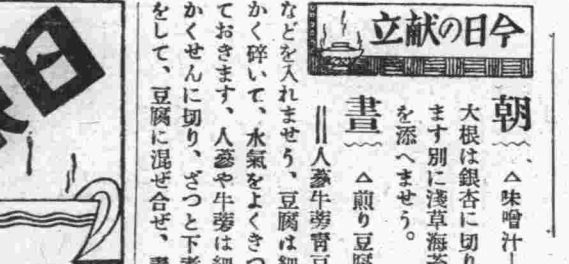 今日の献立
朝 △味噌汁ー
大根は銀杏に切り
ます別に浅草海苔
を添へませう。
晝 △煎り豆腐
‖人蔘牛蒡靑豆
などを入れませう、豆腐は細
かく碎いて、水氣をよくきつ
ておきます、人蔘や牛蒡は細
かくせんに切り、ざつと下煮
をして、豆腐に混ぜ合せ、